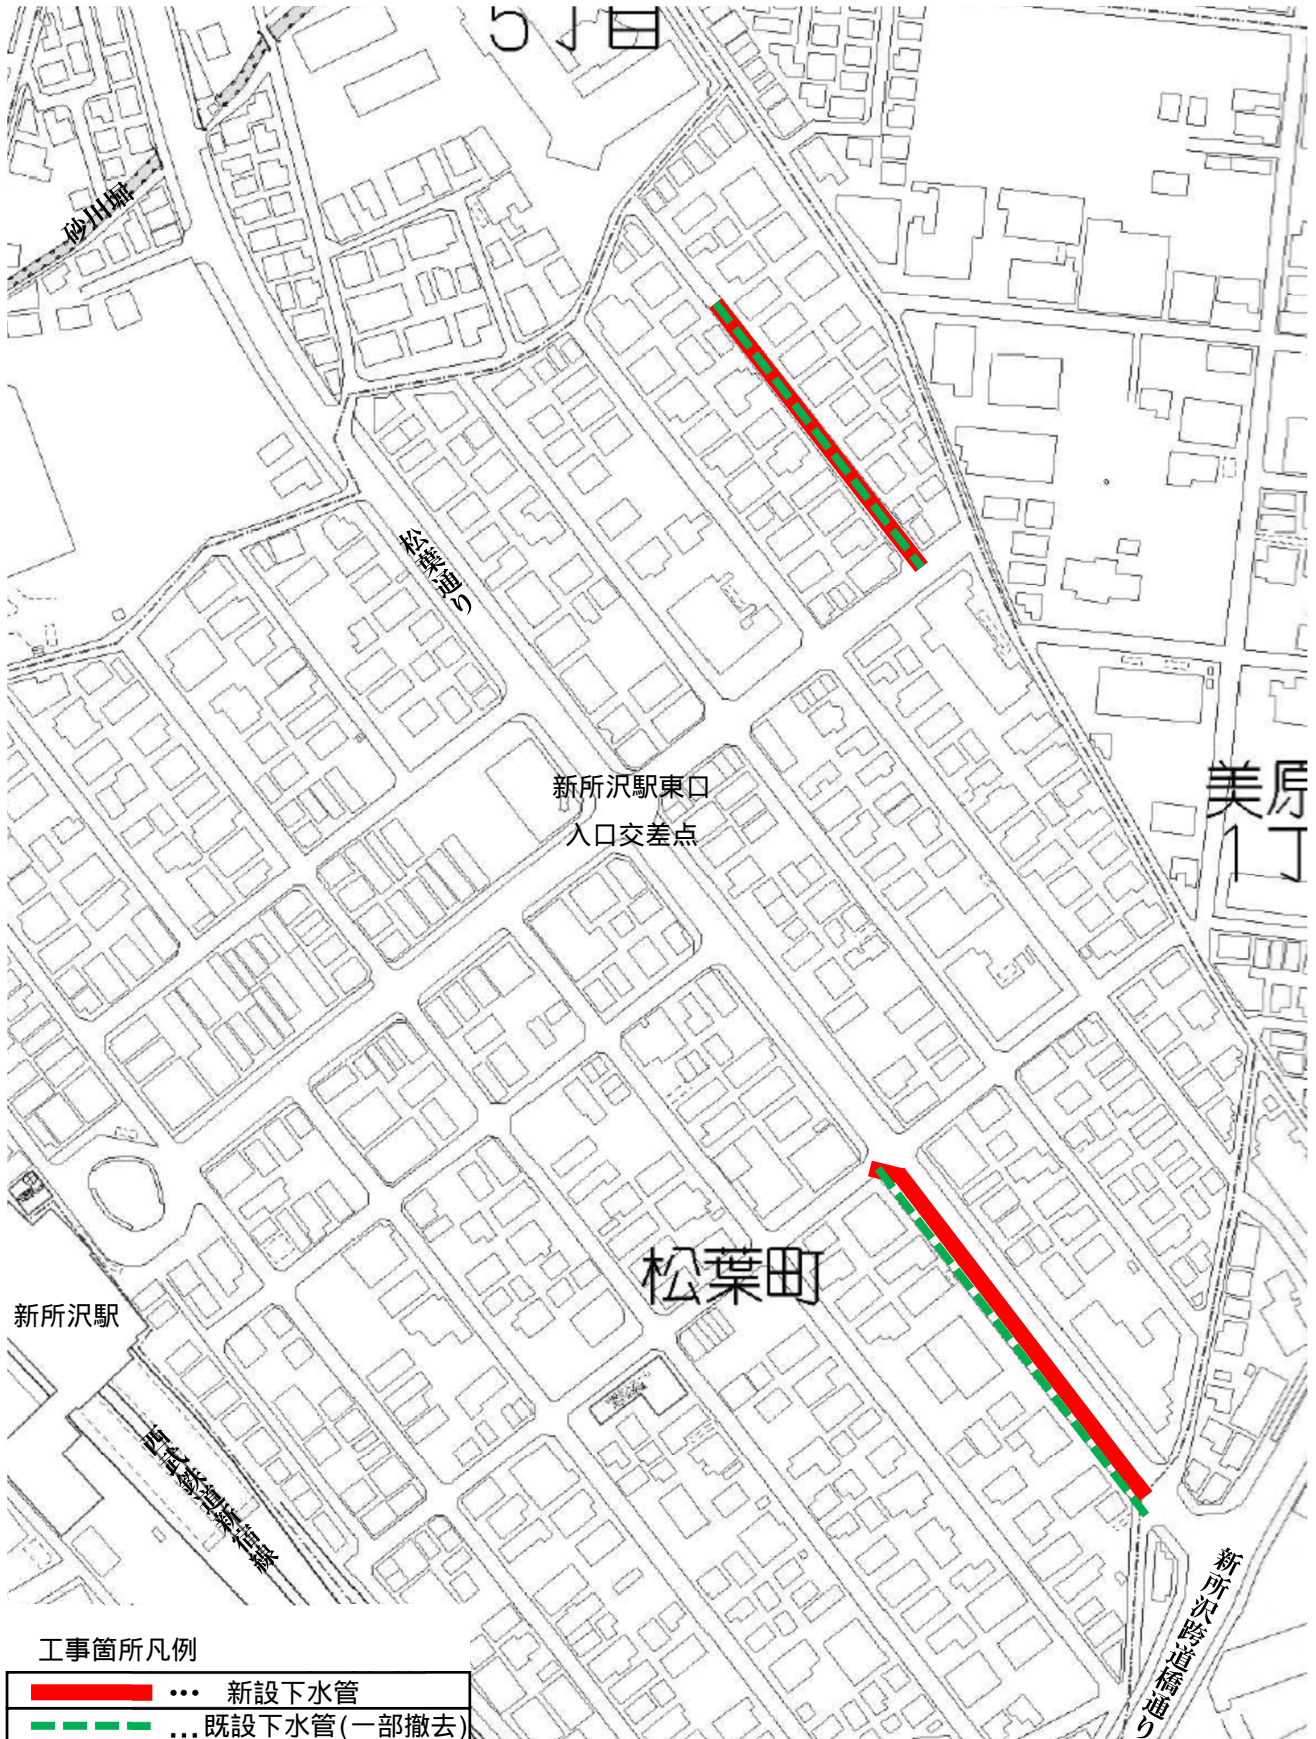 5丁目
砂川堀
松葉通り
新所沢駅東口
入口交差点
美原
1丁
松葉町
新所沢駅
西武鉄道新宿線
新所沢跨道橋通り
工事箇所凡例
… 新設下水管
…既設下水管(一部撤去)